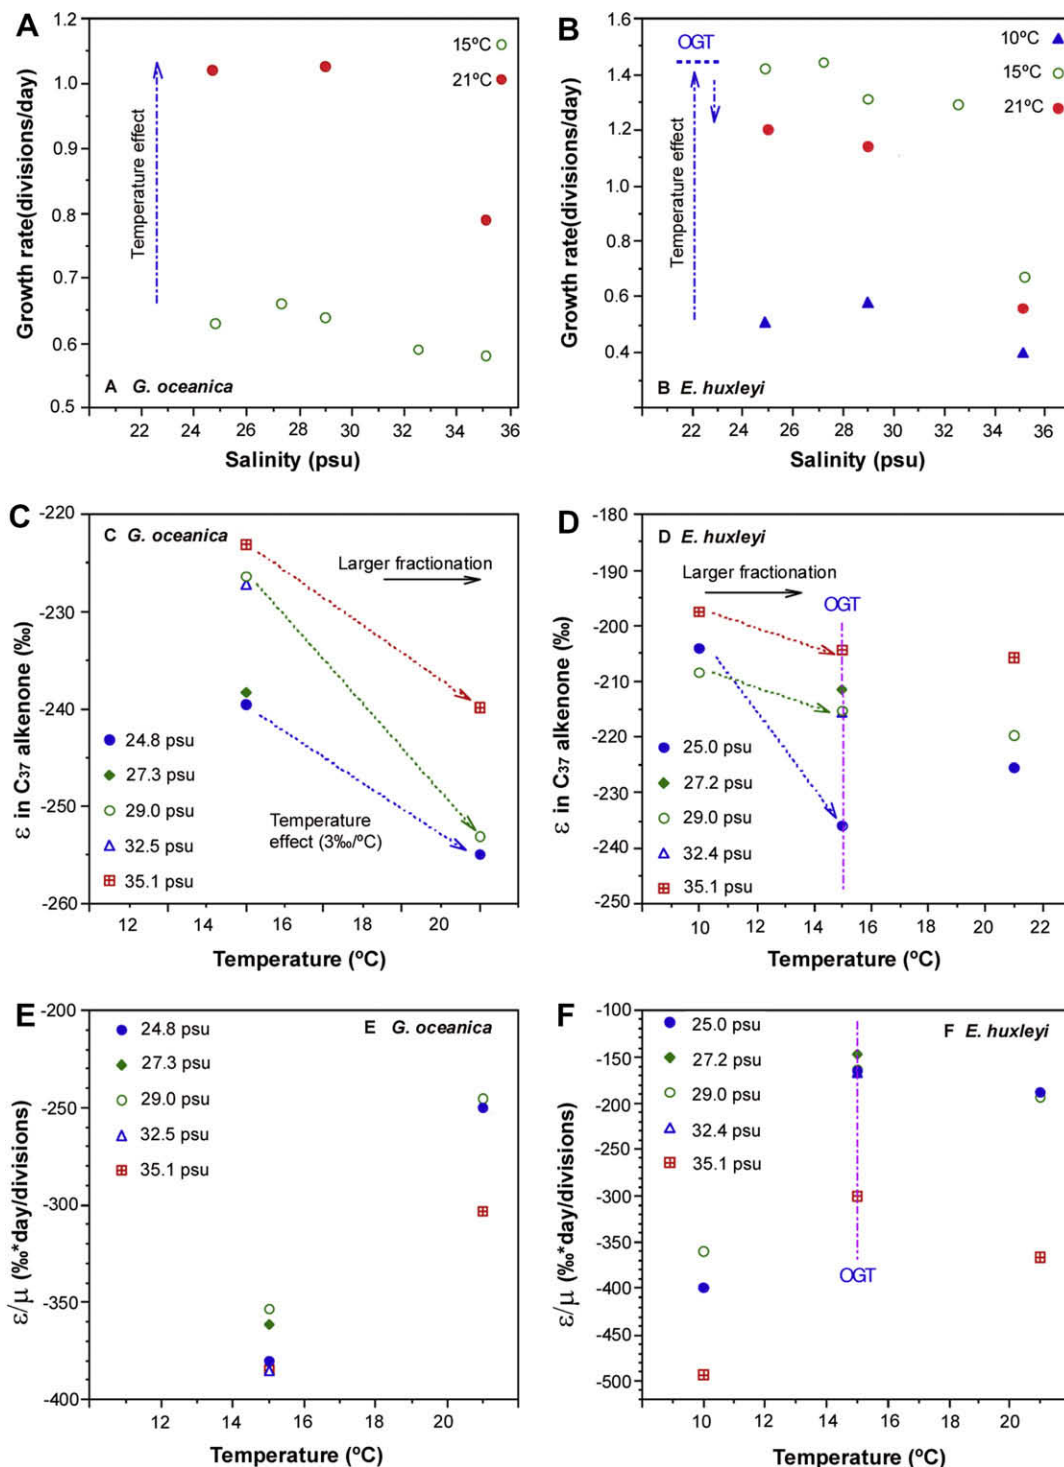 A
1.2
1.1
1.0
0.9
0.8
0.7
0.6
0.5
15ºC
21ºC
Temperature effect
Growth rate(divisions/day)
A G. oceanica
22 24 26 28 30 32 34 36
Salinity (psu)
B
1.6
1.4
1.2
1.0
0.8
0.6
0.4
OGT
10ºC
15ºC
21ºC
Temperature effect
Growth rate(divisions/day)
B E. huxleyi
22 24 26 28 30 32 34 36
Salinity (psu)
C
-220
-230
-240
-250
-260
C G. oceanica
Larger fractionation
24.8 psu
27.3 psu
29.0 psu
32.5 psu
35.1 psu
Temperature
effect (3‰/ºC)
ε in C37 alkenone (‰)
12 14 16 18 20
Temperature (ºC)
D
-180
-190
-200
-210
-220
-230
-240
-250
D E. huxleyi
Larger fractionation
OGT
25.0 psu
27.2 psu
29.0 psu
32.4 psu
35.1 psu
ε in C37 alkenone (‰)
10 12 14 16 18 20 22
Temperature (ºC)
E
-200
-250
-300
-350
-400
24.8 psu
27.3 psu
29.0 psu
32.5 psu
35.1 psu
E G. oceanica
ε/μ (‰*day/divisions)
12 14 16 18 20
Temperature (ºC)
F
-100
-150
-200
-250
-300
-350
-400
-450
-500
25.0 psu
27.2 psu
29.0 psu
32.4 psu
35.1 psu
F E. huxleyi
OGT
ε/μ (‰*day/divisions)
10 12 14 16 18 20
Temperature (ºC)